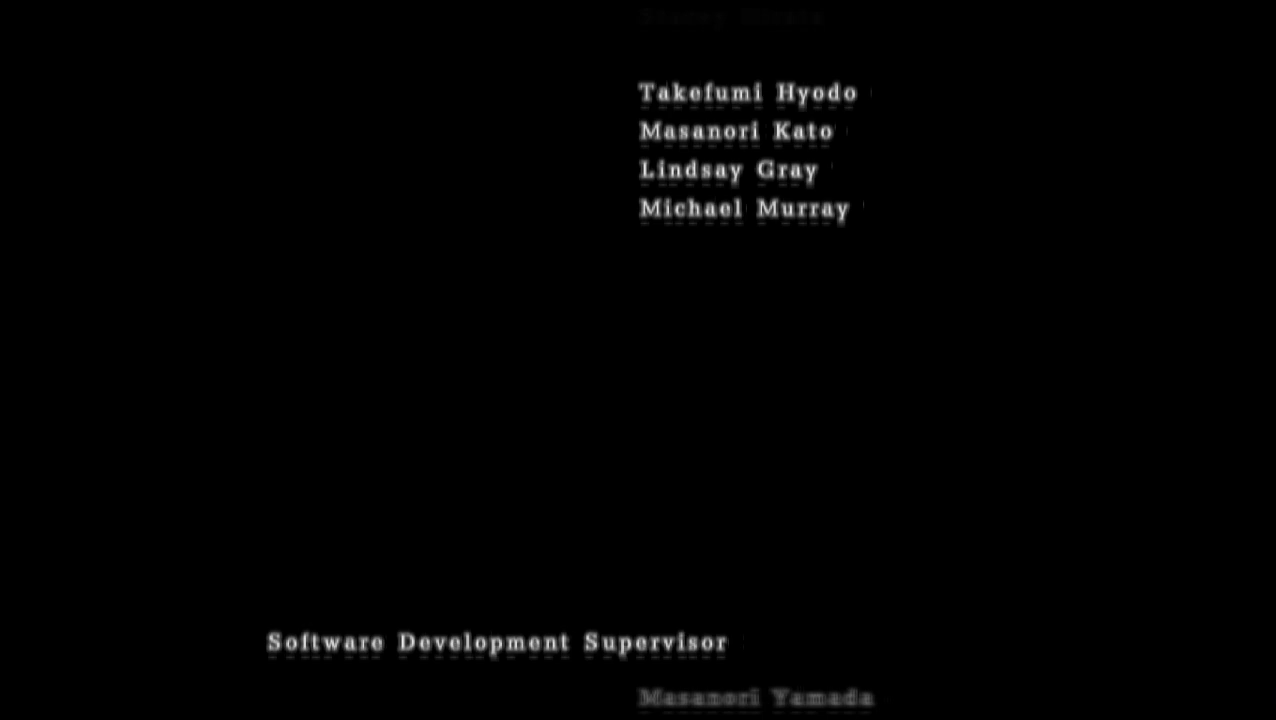 Takefumi Hyodo
Masanori Kato
Lindsay Gray
Michael Murray
Software Development Supervisor
Masanori Yamada